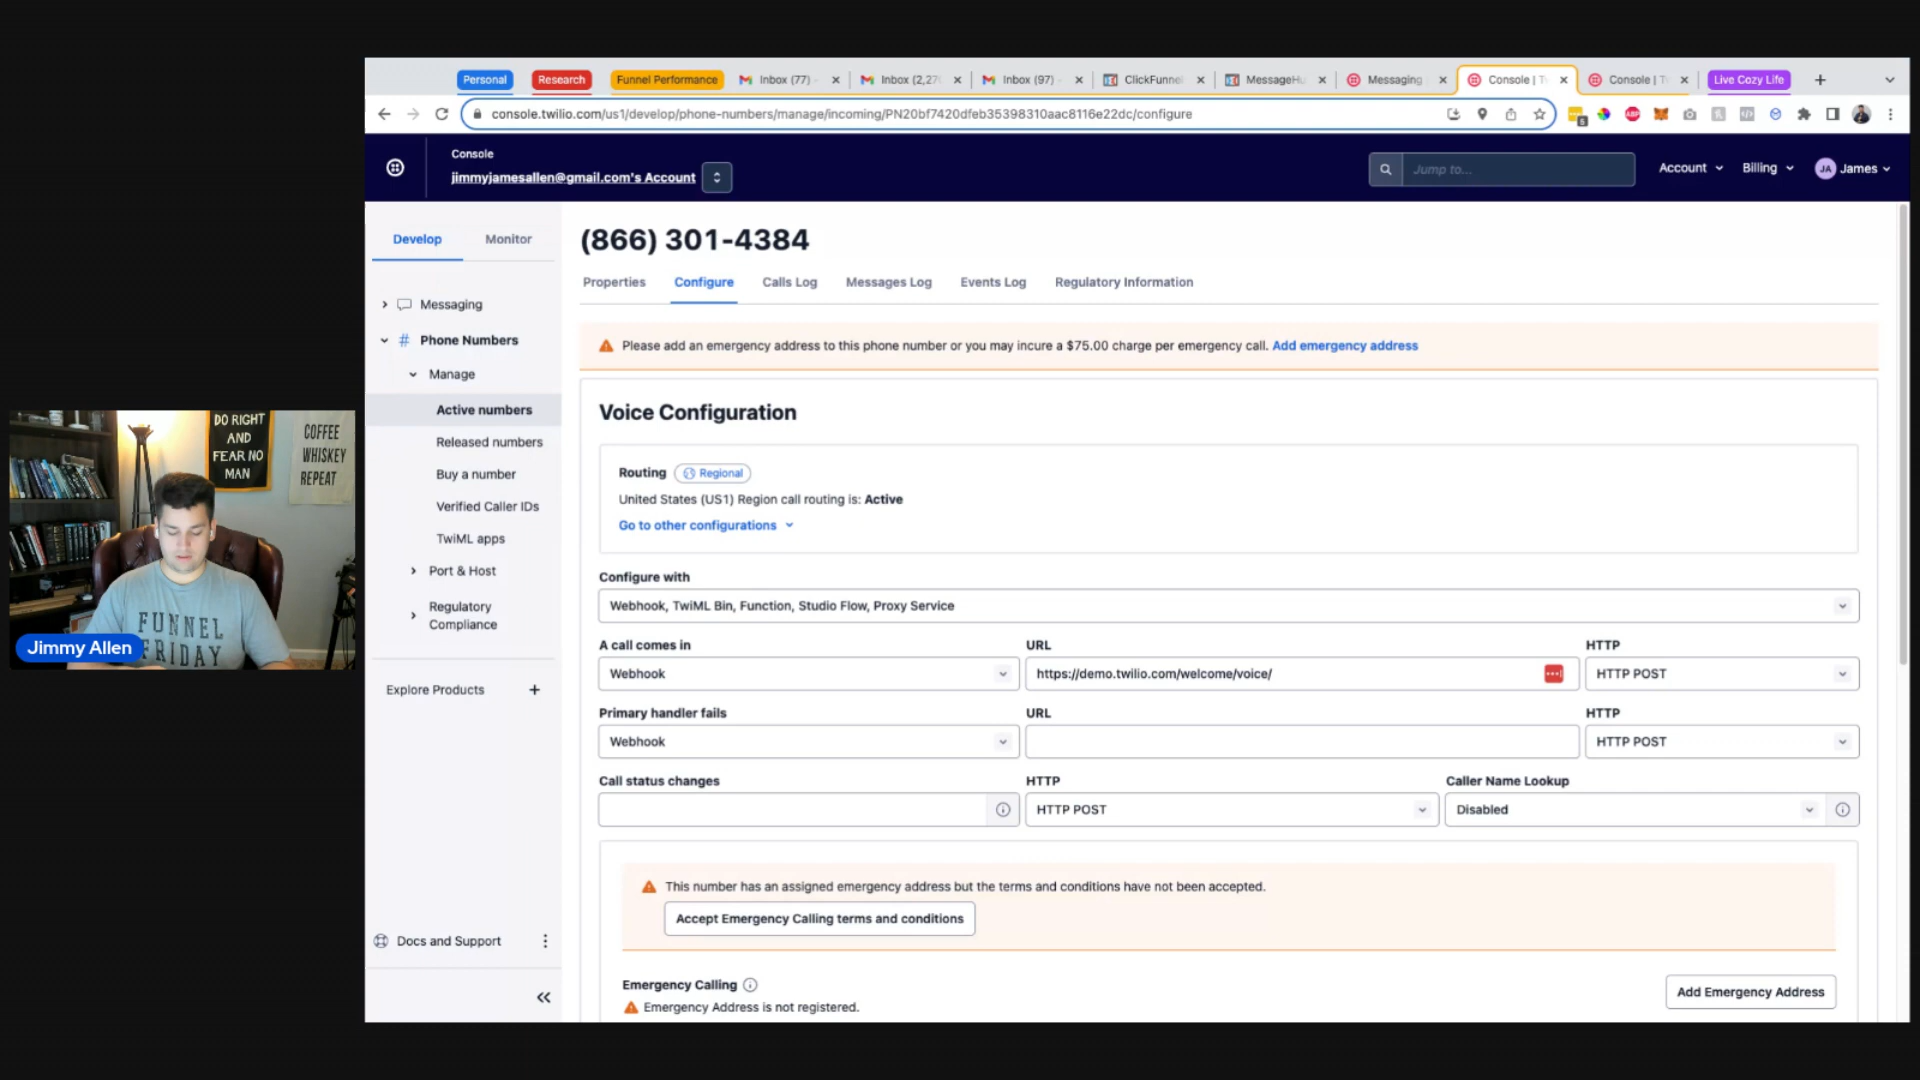 Personal
Research
Funnel Performance
Inbox (77)
Inbox (2,27
Inbox (97)
ClickFunnel
MessageHu
Messaging
Console | T
Console | T
Live Cozy Life
console.twilio.com/us1/develop/phone-numbers/manage/incoming/PN20bf7420dfeb35398310aac8116e22dc/configure
Console
jimmyjamesallen@gmail.com's Account
Jump to...
Account
Billing
JA
James
Develop
Monitor
Messaging
# Phone Numbers
Manage
Active numbers
Released numbers
Buy a number
Verified Caller IDs
TwiML apps
Port & Host
Regulatory
Compliance
Explore Products
Docs and Support
(866) 301-4384
Properties
Configure
Calls Log
Messages Log
Events Log
Regulatory Information
Please add an emergency address to this phone number or you may incure a $75.00 charge per emergency call. Add emergency address
Voice Configuration
Routing
Regional
United States (US1) Region call routing is: Active
Go to other configurations
Configure with
Webhook, TwiML Bin, Function, Studio Flow, Proxy Service
A call comes in
URL
HTTP
Webhook
https://demo.twilio.com/welcome/voice/
HTTP POST
Primary handler fails
URL
HTTP
Webhook
HTTP POST
Call status changes
HTTP
Caller Name Lookup
HTTP POST
Disabled
This number has an assigned emergency address but the terms and conditions have not been accepted.
Accept Emergency Calling terms and conditions
Emergency Calling
Emergency Address is not registered.
Add Emergency Address
DO RIGHT
AND
FEAR NO
MAN
COFFEE
WHISKEY
REPEAT
FUNNEL
FRIDAY
Jimmy Allen